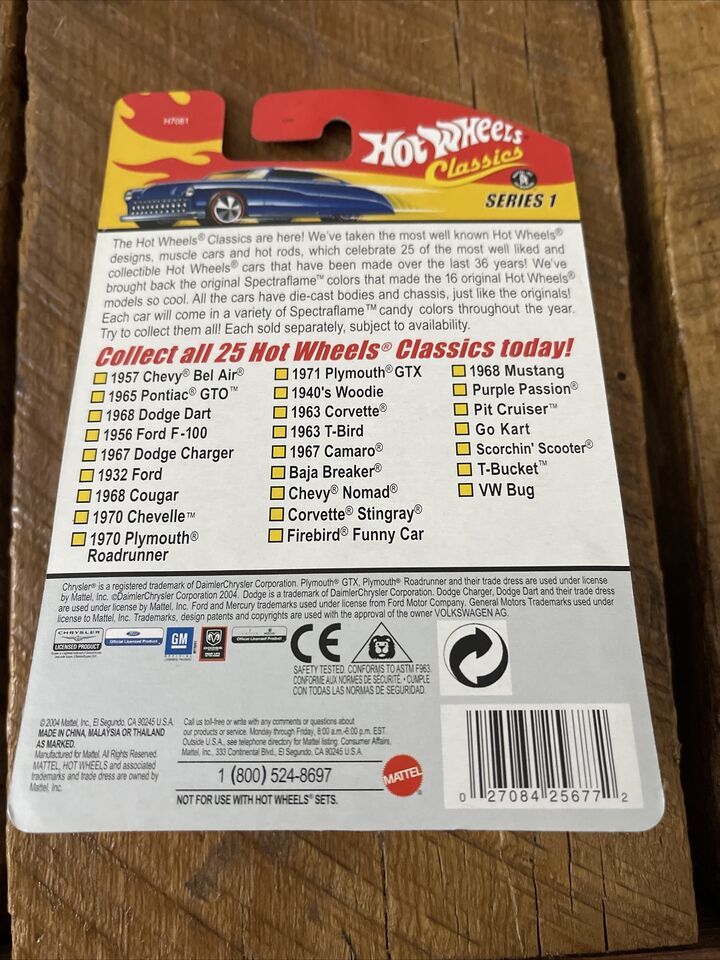 H7081
Hot Wheels
Classics
SERIES 1
The Hot Wheels® Classics are here! We've taken the most well known Hot Wheels®
designs, muscle cars and hot rods, which celebrate 25 of the most well liked and
collectible Hot Wheels® cars that have been made over the last 36 years! We've
brought back the original Spectraflame™ colors that made the 16 original Hot Wheels®
models so cool. All the cars have die-cast bodies and chassis, just like the originals!
Each car will come in a variety of Spectraflame™ candy colors throughout the year.
Try to collect them all! Each sold separately, subject to availability.
Collect all 25 Hot Wheels® Classics today!
1957 Chevy® Bel Air®
1965 Pontiac® GTO™
1968 Dodge Dart
1956 Ford F-100
1967 Dodge Charger
1932 Ford
1968 Cougar
1970 Chevelle™
1970 Plymouth®
Roadrunner
1971 Plymouth® GTX
1940's Woodie
1963 Corvette®
1963 T-Bird
1967 Camaro®
Baja Breaker®
Chevy® Nomad®
Corvette® Stingray®
Firebird® Funny Car
1968 Mustang
Purple Passion®
Pit Cruiser™
Go Kart
Scorchin' Scooter®
T-Bucket™
VW Bug
Chrysler® is a registered trademark of DaimlerChrysler Corporation. Plymouth® GTX, Plymouth® Roadrunner and their trade dress are used under license
by Mattel, Inc. ©DaimlerChrysler Corporation 2004. Dodge is a trademark of DaimlerChrysler Corporation. Dodge Charger, Dodge Dart and their trade dress
are used under license by Mattel, Inc. Ford and Mercury trademarks used under license from Ford Motor Company. General Motors Trademarks used under
license to Mattel, Inc. Trademarks, design patents and copyrights are used with the approval of the owner VOLKSWAGEN AG.
CHRYSLER
LICENSED PRODUCT
Official Licensed Product
GM
DODGE
Official Licensed Product
CE
SAFETY TESTED. CONFORMS TO ASTM F963.
CONFORME AUX NORMES DE SÉCURITÉ. • CUMPLE
CON TODAS LAS NORMAS DE SEGURIDAD.
© 2004 Mattel, Inc., El Segundo, CA 90245 U.S.A.
MADE IN CHINA, MALAYSIA OR THAILAND
AS MARKED.
Manufactured for Mattel. All Rights Reserved.
MATTEL, HOT WHEELS and associated
trademarks and trade dress are owned by
Mattel, Inc.
Call us toll-free or write with any comments or questions about
our products or service. Monday through Friday, 8:00 a.m.-6:00 p.m. EST.
Outside U.S.A., see telephone directory for Mattel listing. Consumer Affairs,
Mattel, Inc., 333 Continental Blvd., El Segundo, CA 90245 U.S.A.
1 (800) 524-8697
NOT FOR USE WITH HOT WHEELS® SETS.
MATTEL®
0 27084 25677 2